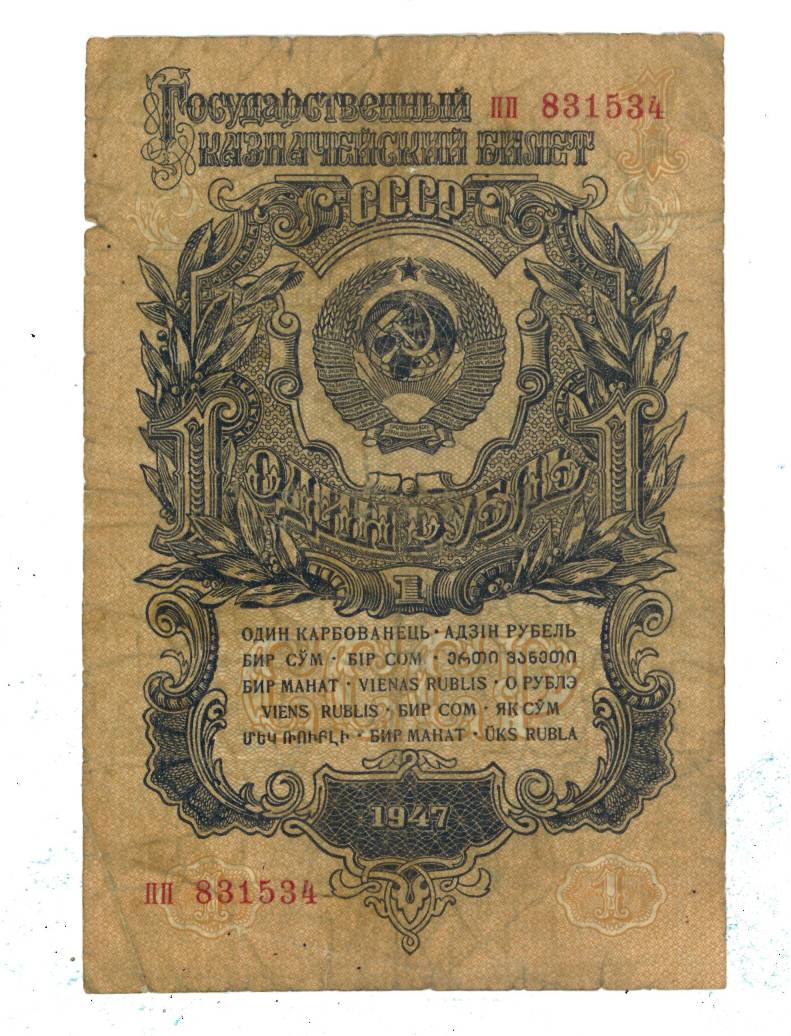 Государственный ПП 831534
казначейский билет
1
СССР
1 1
ОДИН РУБЛЬ
1
ОДИН КАРБОВАНЕЦЬ · АДЗІН РУБЕЛЬ
БИР СЎМ · БІР СОМ · ᲔᲠᲗᲘ ᲛᲐᲜᲔᲗᲘ
БИР МАНАТ · VIENAS RUBLIS · О РУБЛЭ
VIENS RUBLIS · БИР СОМ · ЯК СӮМ
ՄԵԿ ՌՈՒԲԼԻ · БИР МАНАТ · ÜKS RUBLA
1947
ПП 831534
1 1